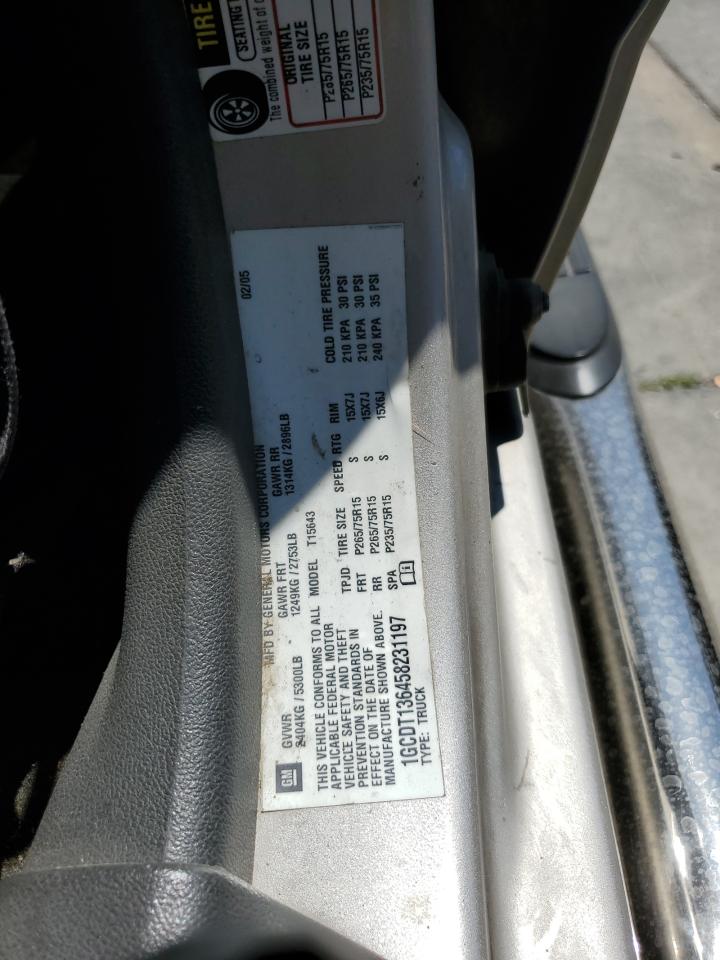 TIRE
SEATING
The combined weight of
ORIGINAL
TIRE SIZE
P265/75R15
P265/75R15
P235/75R15
MFD BY GENERAL MOTORS CORPORATION
02/05
GM
GVWR GAWR FRT GAWR RR
2404KG / 5300LB 1249KG / 2753LB 1314KG / 2896LB
THIS VEHICLE CONFORMS TO ALL
APPLICABLE FEDERAL MOTOR
VEHICLE SAFETY AND THEFT
PREVENTION STANDARDS IN
EFFECT ON THE DATE OF
MANUFACTURE SHOWN ABOVE.
MODEL T15643
TPJD TIRE SIZE SPEED RTG RIM COLD TIRE PRESSURE
FRT P265/75R15 S 15X7J 210 KPA 30 PSI
RR P265/75R15 S 15X7J 210 KPA 30 PSI
SPA P235/75R15 S 15X6J 240 KPA 35 PSI
1GCDT136458231197
TYPE: TRUCK